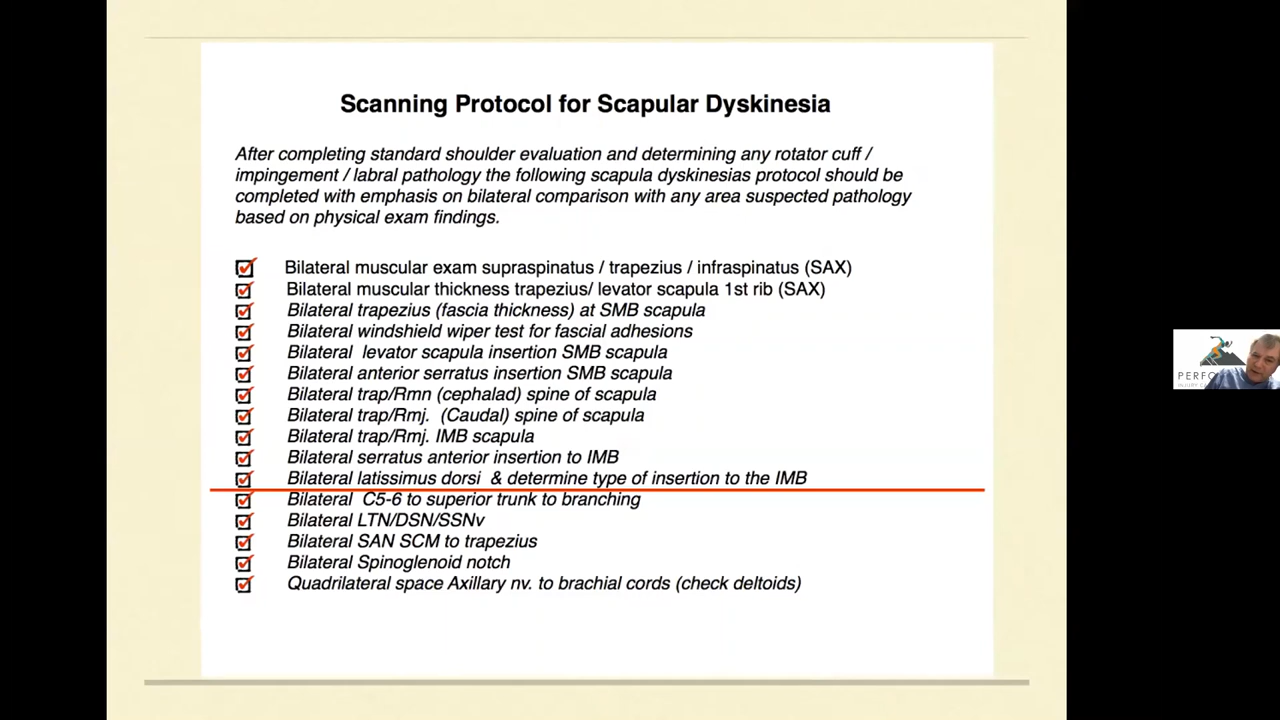 Scanning Protocol for Scapular Dyskinesia
After completing standard shoulder evaluation and determining any rotator cuff /
impingement / labral pathology the following scapula dyskinesias protocol should be
completed with emphasis on bilateral comparison with any area suspected pathology
based on physical exam findings.
Bilateral muscular exam supraspinatus / trapezius / infraspinatus (SAX)
Bilateral muscular thickness trapezius/ levator scapula 1st rib (SAX)
Bilateral trapezius (fascia thickness) at SMB scapula
Bilateral windshield wiper test for fascial adhesions
Bilateral levator scapula insertion SMB scapula
Bilateral anterior serratus insertion SMB scapula
Bilateral trap/Rmn (cephalad) spine of scapula
Bilateral trap/Rmj. (Caudal) spine of scapula
Bilateral trap/Rmj. IMB scapula
Bilateral serratus anterior insertion to IMB
Bilateral latissimus dorsi & determine type of insertion to the IMB
Bilateral C5-6 to superior trunk to branching
Bilateral LTN/DSN/SSNv
Bilateral SAN SCM to trapezius
Bilateral Spinoglenoid notch
Quadrilateral space Axillary nv. to brachial cords (check deltoids)